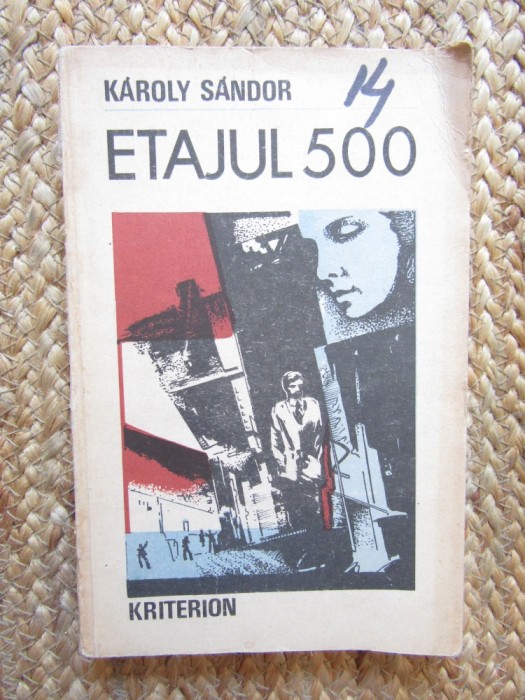 KÁROLY SÁNDOR
14
ETAJUL 500
KRITERION